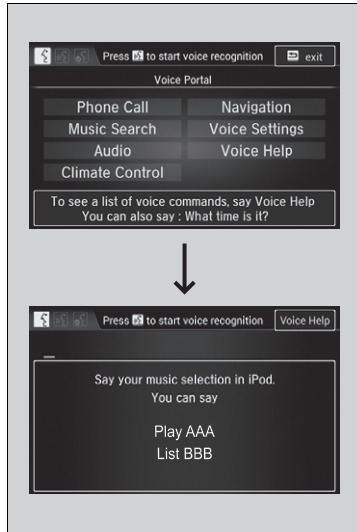 Press to start voice recognition exit
Voice Portal
Phone Call Navigation
Music Search Voice Settings
Audio Voice Help
Climate Control
To see a list of voice commands, say Voice Help
You can also say : What time is it?
Press to start voice recognition Voice Help
Say your music selection in iPod.
You can say
Play AAA
List BBB